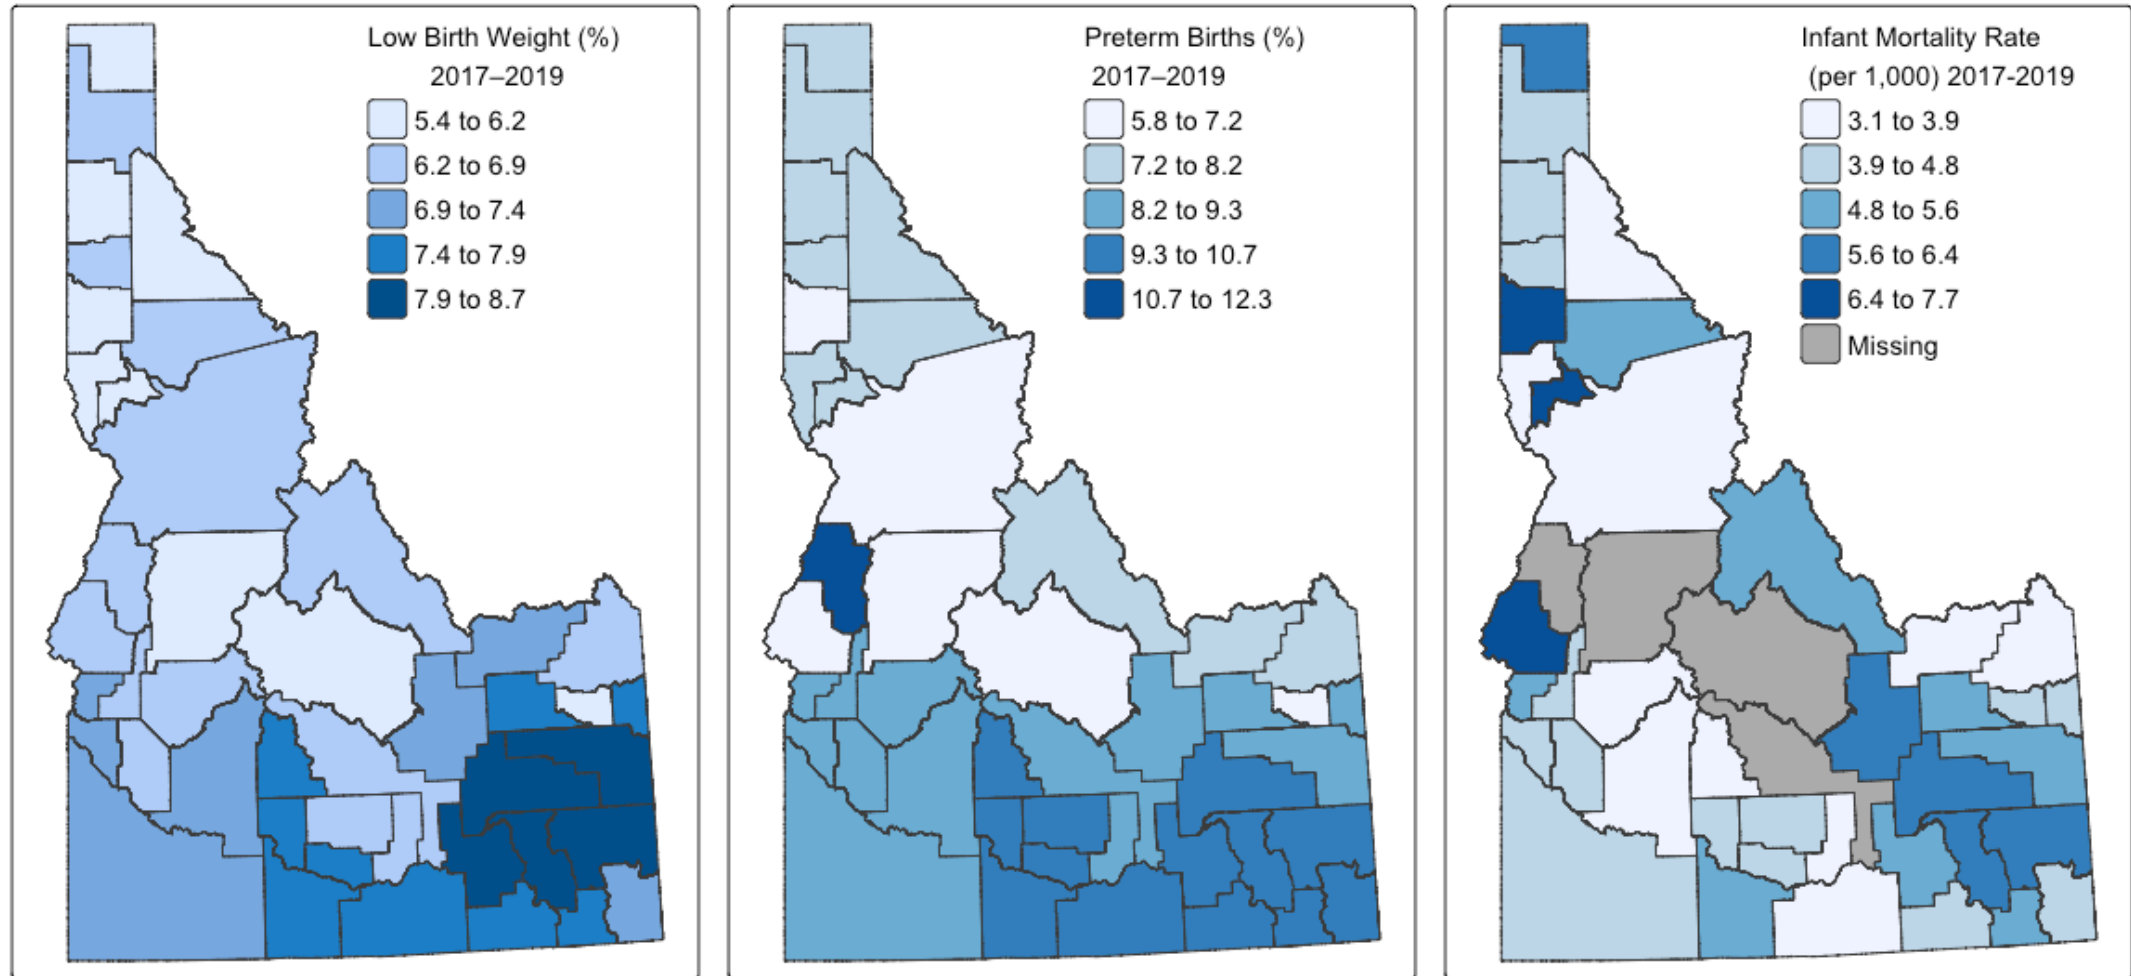 Low Birth Weight (%)
2017–2019
5.4 to 6.2
6.2 to 6.9
6.9 to 7.4
7.4 to 7.9
7.9 to 8.7
Preterm Births (%)
2017–2019
5.8 to 7.2
7.2 to 8.2
8.2 to 9.3
9.3 to 10.7
10.7 to 12.3
Infant Mortality Rate
(per 1,000) 2017-2019
3.1 to 3.9
3.9 to 4.8
4.8 to 5.6
5.6 to 6.4
6.4 to 7.7
Missing